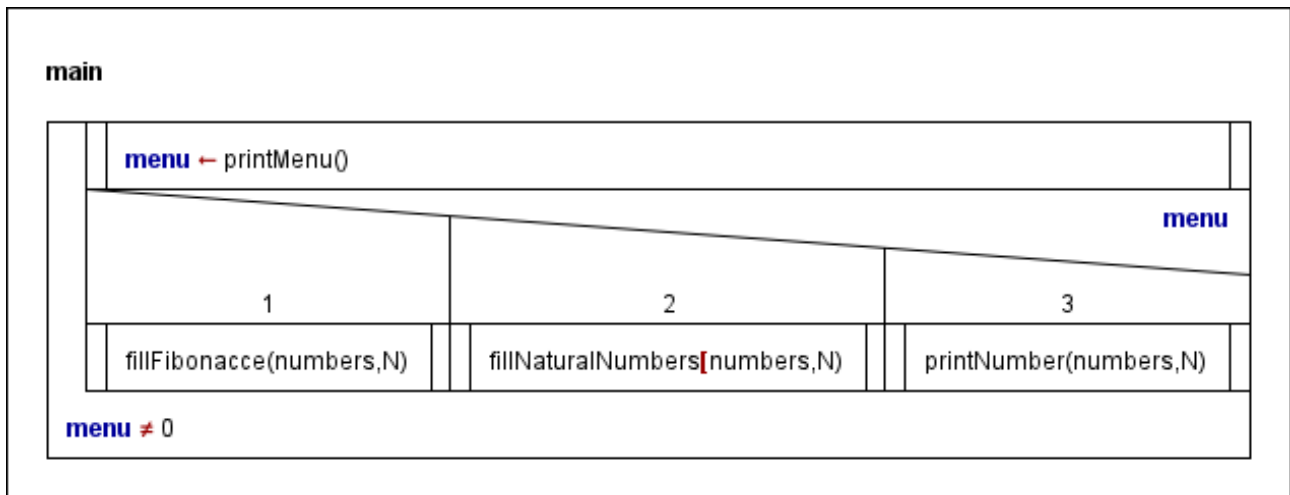 main
menu ← printMenu()
menu
1 2 3
fillFibonacce(numbers,N) fillNaturalNumbers[numbers,N) printNumber(numbers,N)
menu ≠ 0